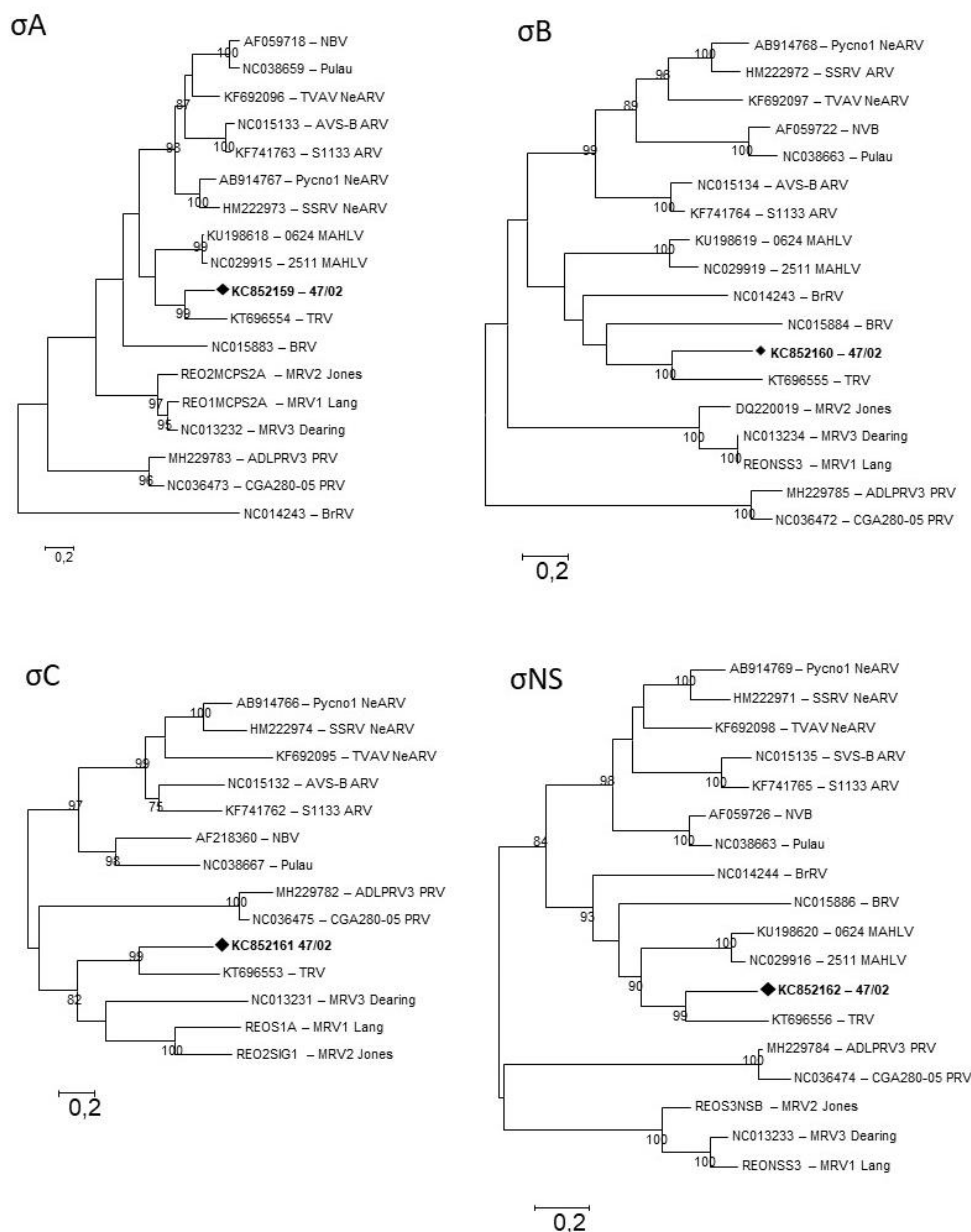 σA
AF059718 – NBV
100
NC038659 – Pulau
KF692096 – TVAV NeARV
87
NC015133 – AVS-B ARV
100
KF741763 – S1133 ARV
98
AB914767 – Pycno1 NeARV
100
HM222973 – SSRV NeARV
KU198618 – 0624 MAHLV
99
NC029915 – 2511 MAHLV
KC852159 – 47/02
99
KT696554 – TRV
NC015883 – BRV
REO2MCPS2A – MRV2 Jones
97
REO1MCPS2A – MRV1 Lang
95
NC013232 – MRV3 Dearing
MH229783 – ADLPRV3 PRV
96
NC036473 – CGA280-05 PRV
NC014243 – BrRV
0,2
σB
AB914768 – Pycno1 NeARV
100
HM222972 – SSRV ARV
96
KF692097 – TVAV NeARV
89
AF059722 – NVB
100
NC038663 – Pulau
99
NC015134 – AVS-B ARV
100
KF741764 – S1133 ARV
KU198619 – 0624 MAHLV
100
NC029919 – 2511 MAHLV
NC014243 – BrRV
NC015884 – BRV
KC852160 – 47/02
100
KT696555 – TRV
DQ220019 – MRV2 Jones
100
NC013234 – MRV3 Dearing
100
REONSS3 – MRV1 Lang
MH229785 – ADLPRV3 PRV
100
NC036472 – CGA280-05 PRV
0,2
σC
AB914766 – Pycno1 NeARV
100
HM222974 – SSRV NeARV
KF692095 – TVAV NeARV
99
NC015132 – AVS-B ARV
75
KF741762 – S1133 ARV
97
AF218360 – NBV
98
NC038667 – Pulau
MH229782 – ADLPRV3 PRV
100
NC036475 – CGA280-05 PRV
KC852161 47/02
99
KT696553 – TRV
82
NC013231 – MRV3 Dearing
REOS1A – MRV1 Lang
100
REO2SIG1 – MRV2 Jones
0,2
σNS
AB914769 – Pycno1 NeARV
100
HM222971 – SSRV NeARV
KF692098 – TVAV NeARV
NC015135 – SVS-B ARV
100
KF741765 – S1133 ARV
98
AF059726 – NVB
100
NC038663 – Pulau
84
NC014244 – BrRV
93
NC015886 – BRV
KU198620 – 0624 MAHLV
100
NC029916 – 2511 MAHLV
90
KC852162 – 47/02
99
KT696556 – TRV
MH229784 – ADLPRV3 PRV
100
NC036474 – CGA280-05 PRV
REOS3NSB – MRV2 Jones
100
NC013233 – MRV3 Dearing
100
REONSS3 – MRV1 Lang
0,2